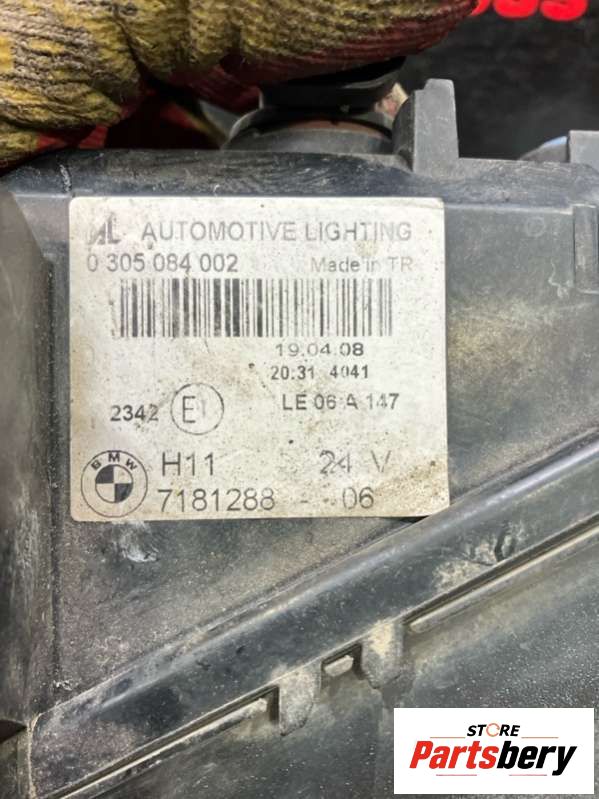 AL AUTOMOTIVE LIGHTING
0 305 084 002 Made in TR
19.04.08
20:31 4041
2342 E1 LE 06 A 147
BMW H11 24 V
7181288 - 06
STORE
Partsbery